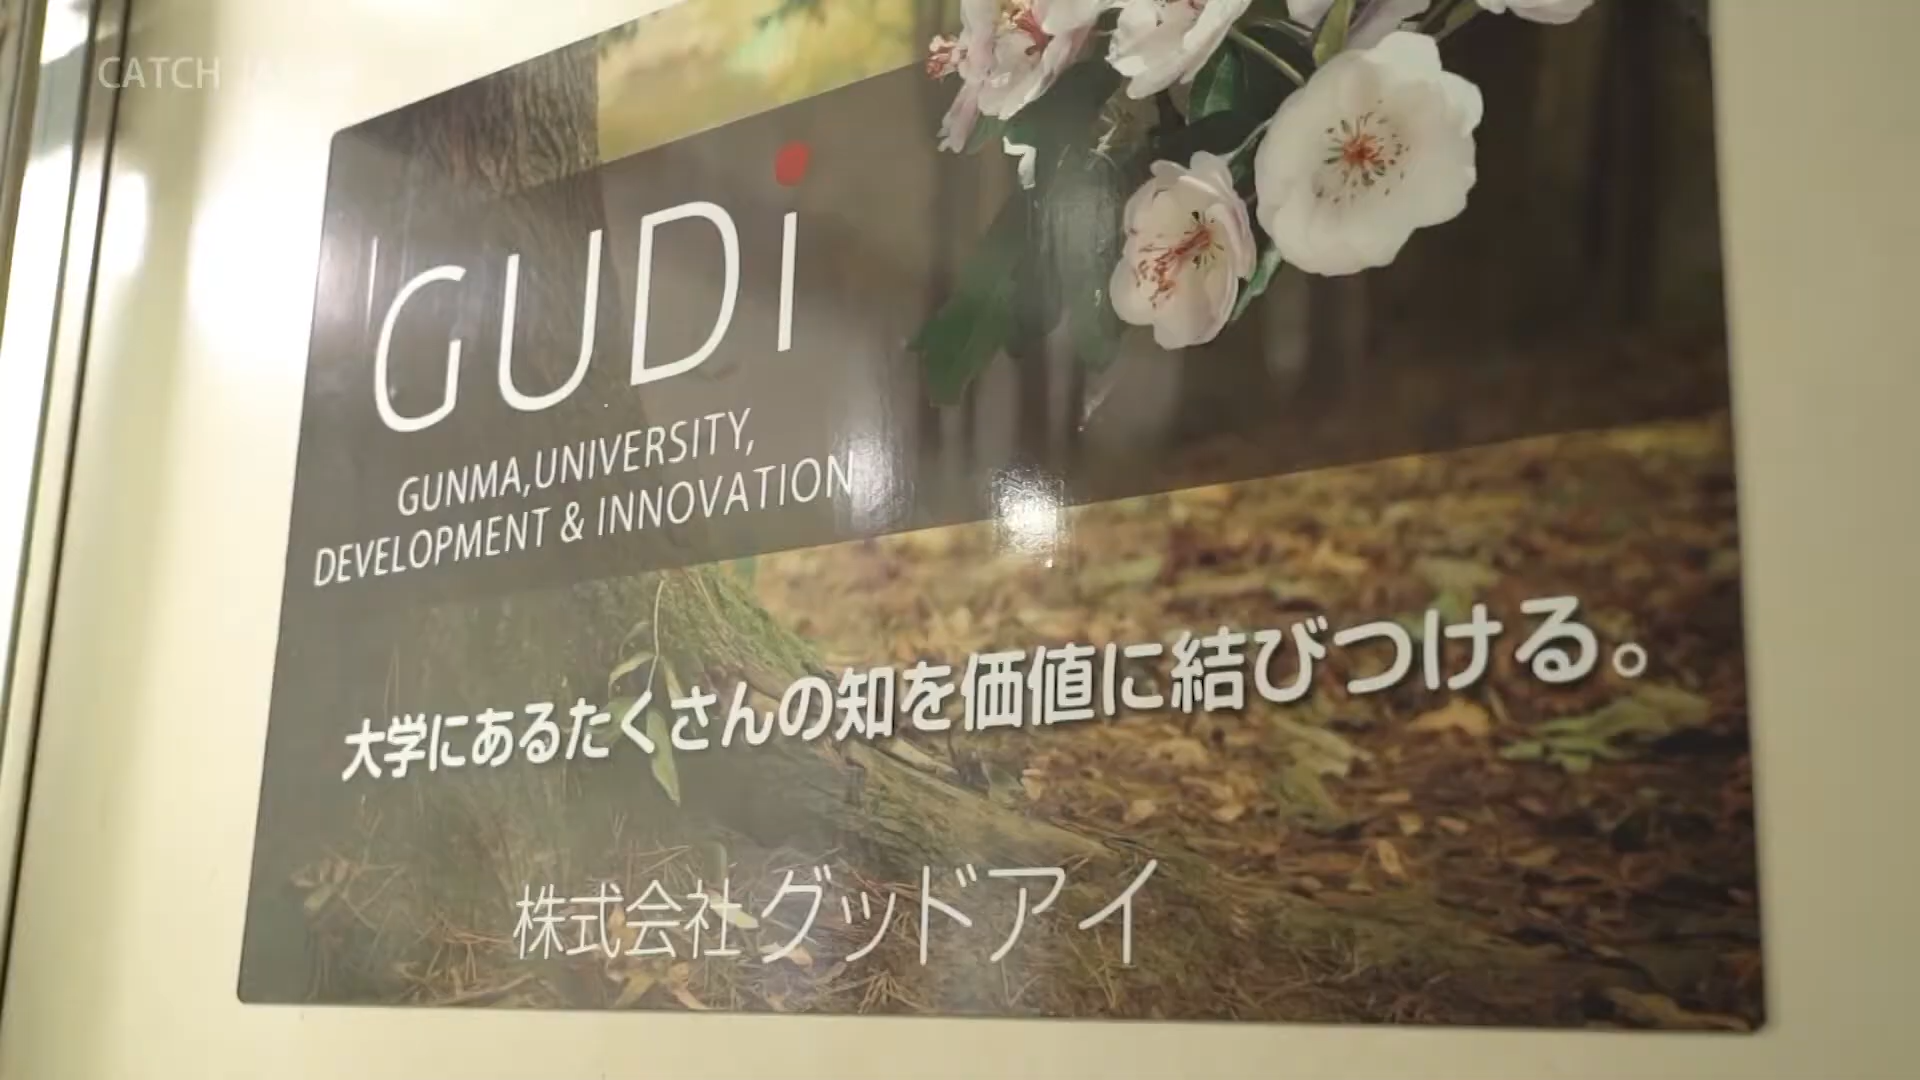 CATCH
GUDi
GUNMA,UNIVERSITY,
DEVELOPMENT & INNOVATION
大学にあるたくさんの知を価値に結びつける。
株式会社グッドアイ